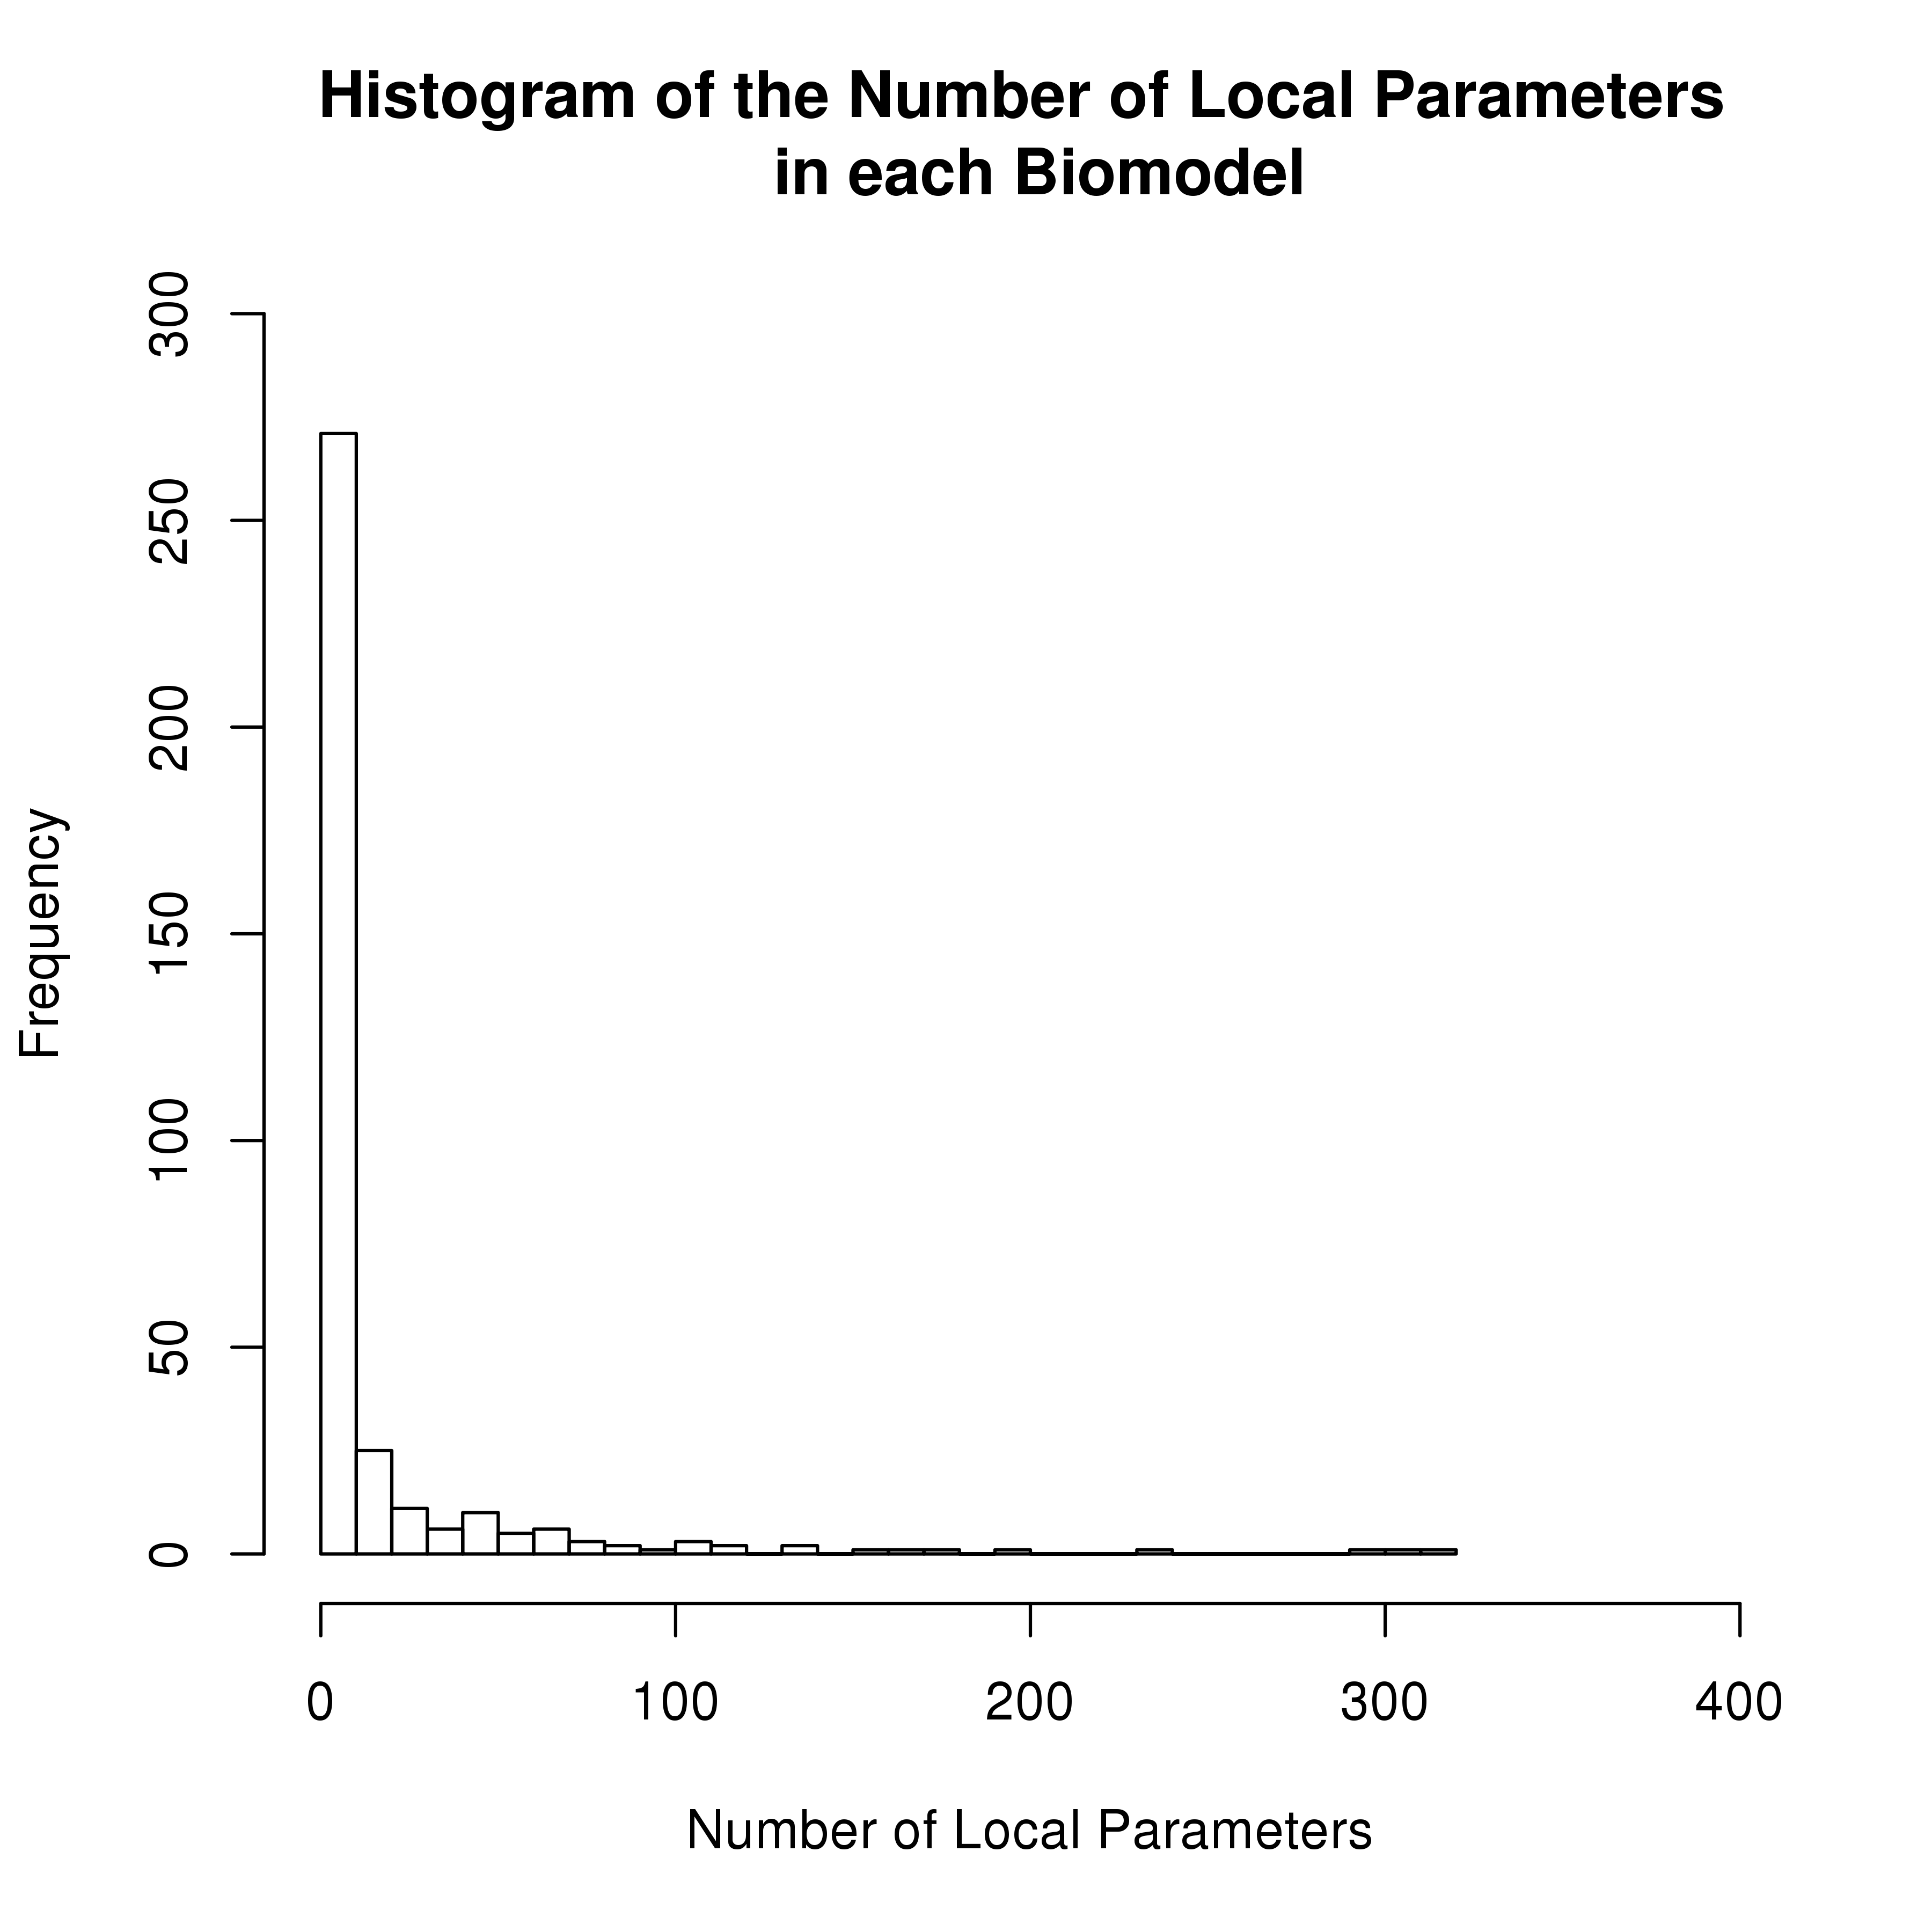 Histogram of the Number of Local Parameters
in each Biomodel
Frequency
300
250
200
150
100
50
0
0 100 200 300 400
Number of Local Parameters